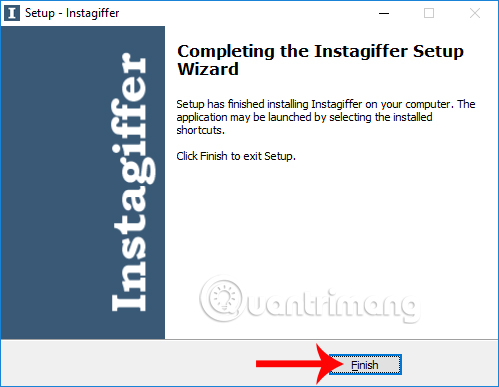 Setup - Instagiffer
Instagiffer
Completing the Instagiffer Setup
Wizard
Setup has finished installing Instagiffer on your computer. The
application may be launched by selecting the installed
shortcuts.
Click Finish to exit Setup.
Quantrimang
Finish